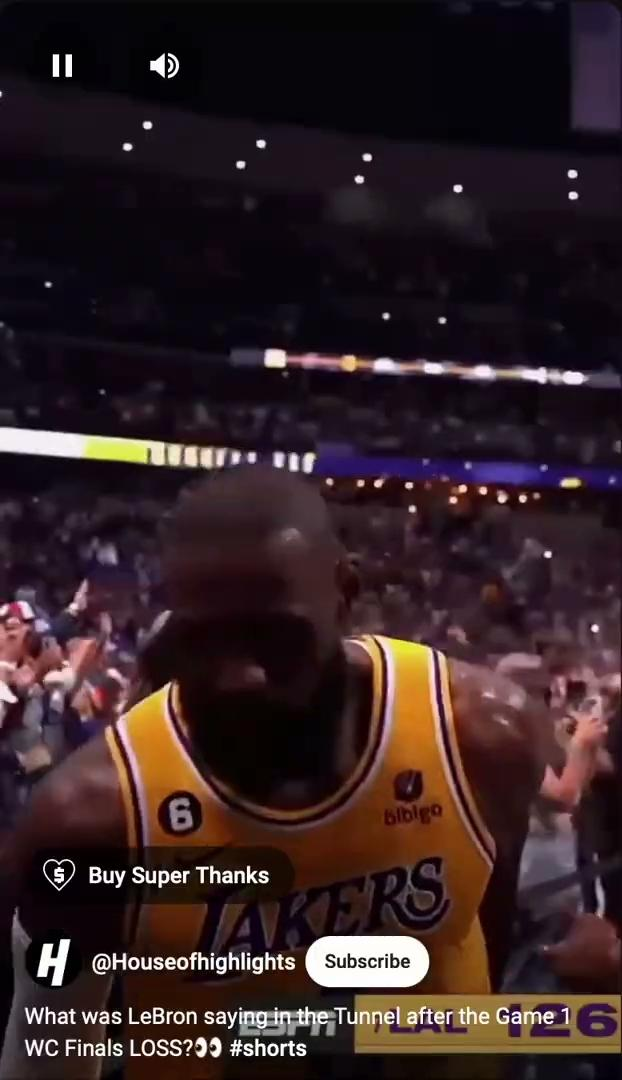 6
bibigo
Buy Super Thanks
LAKERS
@Houseofhighlights
Subscribe
What was LeBron saying in the Tunnel after the Game 1
WC Finals LOSS?👀 #shorts
ESPN
LAL 126